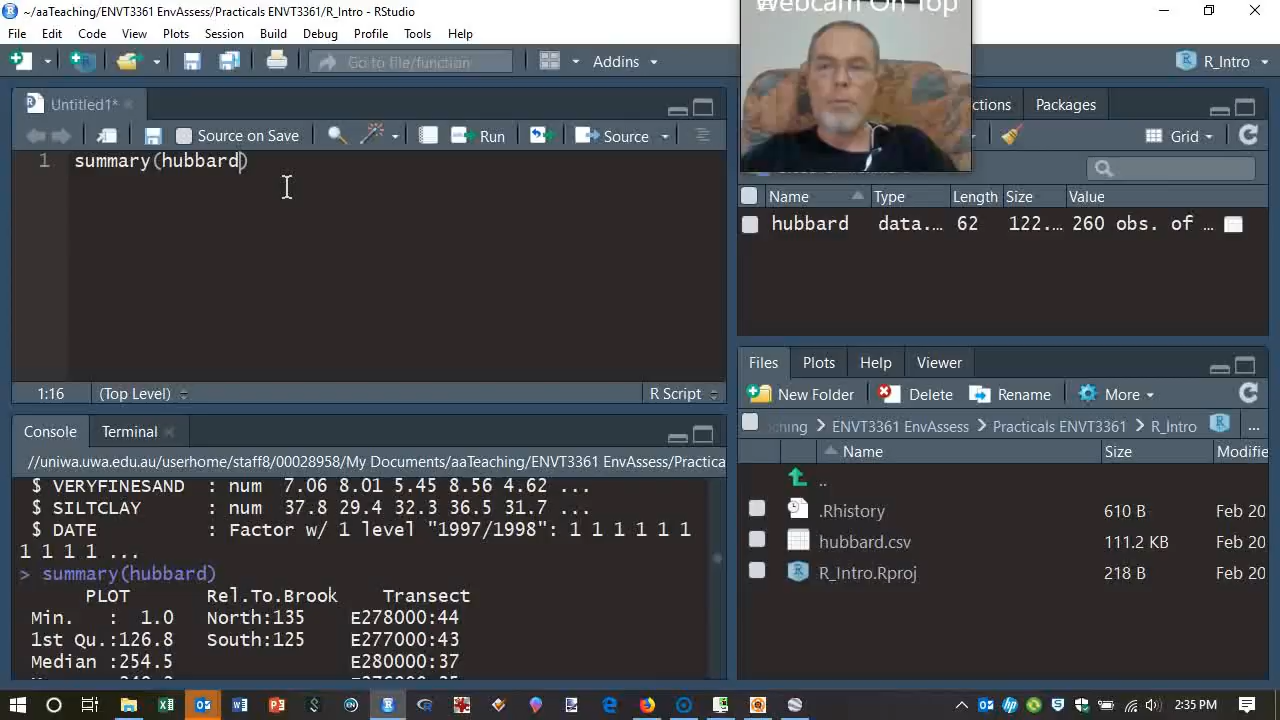 ~/aaTeaching/ENVT3361 EnvAssess/Practicals ENVT3361/R_Intro - RStudio
Webcam On Top
File Edit Code View Plots Session Build Debug Profile Tools Help
Go to file/function Addins R_Intro
Untitled1* ctions Packages
Source on Save Run Source Grid
1 summary(hubbard)
Name Type Length Size Value
hubbard data.… 62 122.… 260 obs. of …
1:16 (Top Level) R Script
Files Plots Help Viewer
New Folder Delete Rename More
ching ENVT3361 EnvAssess Practicals ENVT3361 R_Intro ...
Name Size Modifie
..
.Rhistory 610 B Feb 20
hubbard.csv 111.2 KB Feb 20
R_Intro.Rproj 218 B Feb 20
Console Terminal
//uniwa.uwa.edu.au/userhome/staff8/00028958/My Documents/aaTeaching/ENVT3361 EnvAssess/Practica
$ VERYFINESAND : num 7.06 8.01 5.45 8.56 4.62 ...
$ SILTCLAY : num 37.8 29.4 32.3 36.5 31.7 ...
$ DATE : Factor w/ 1 level "1997/1998": 1 1 1 1 1 1
1 1 1 1 ...
> summary(hubbard)
PLOT Rel.To.Brook Transect
Min. : 1.0 North:135 E278000:44
1st Qu.:126.8 South:125 E277000:43
Median :254.5 E280000:37
2:35 PM